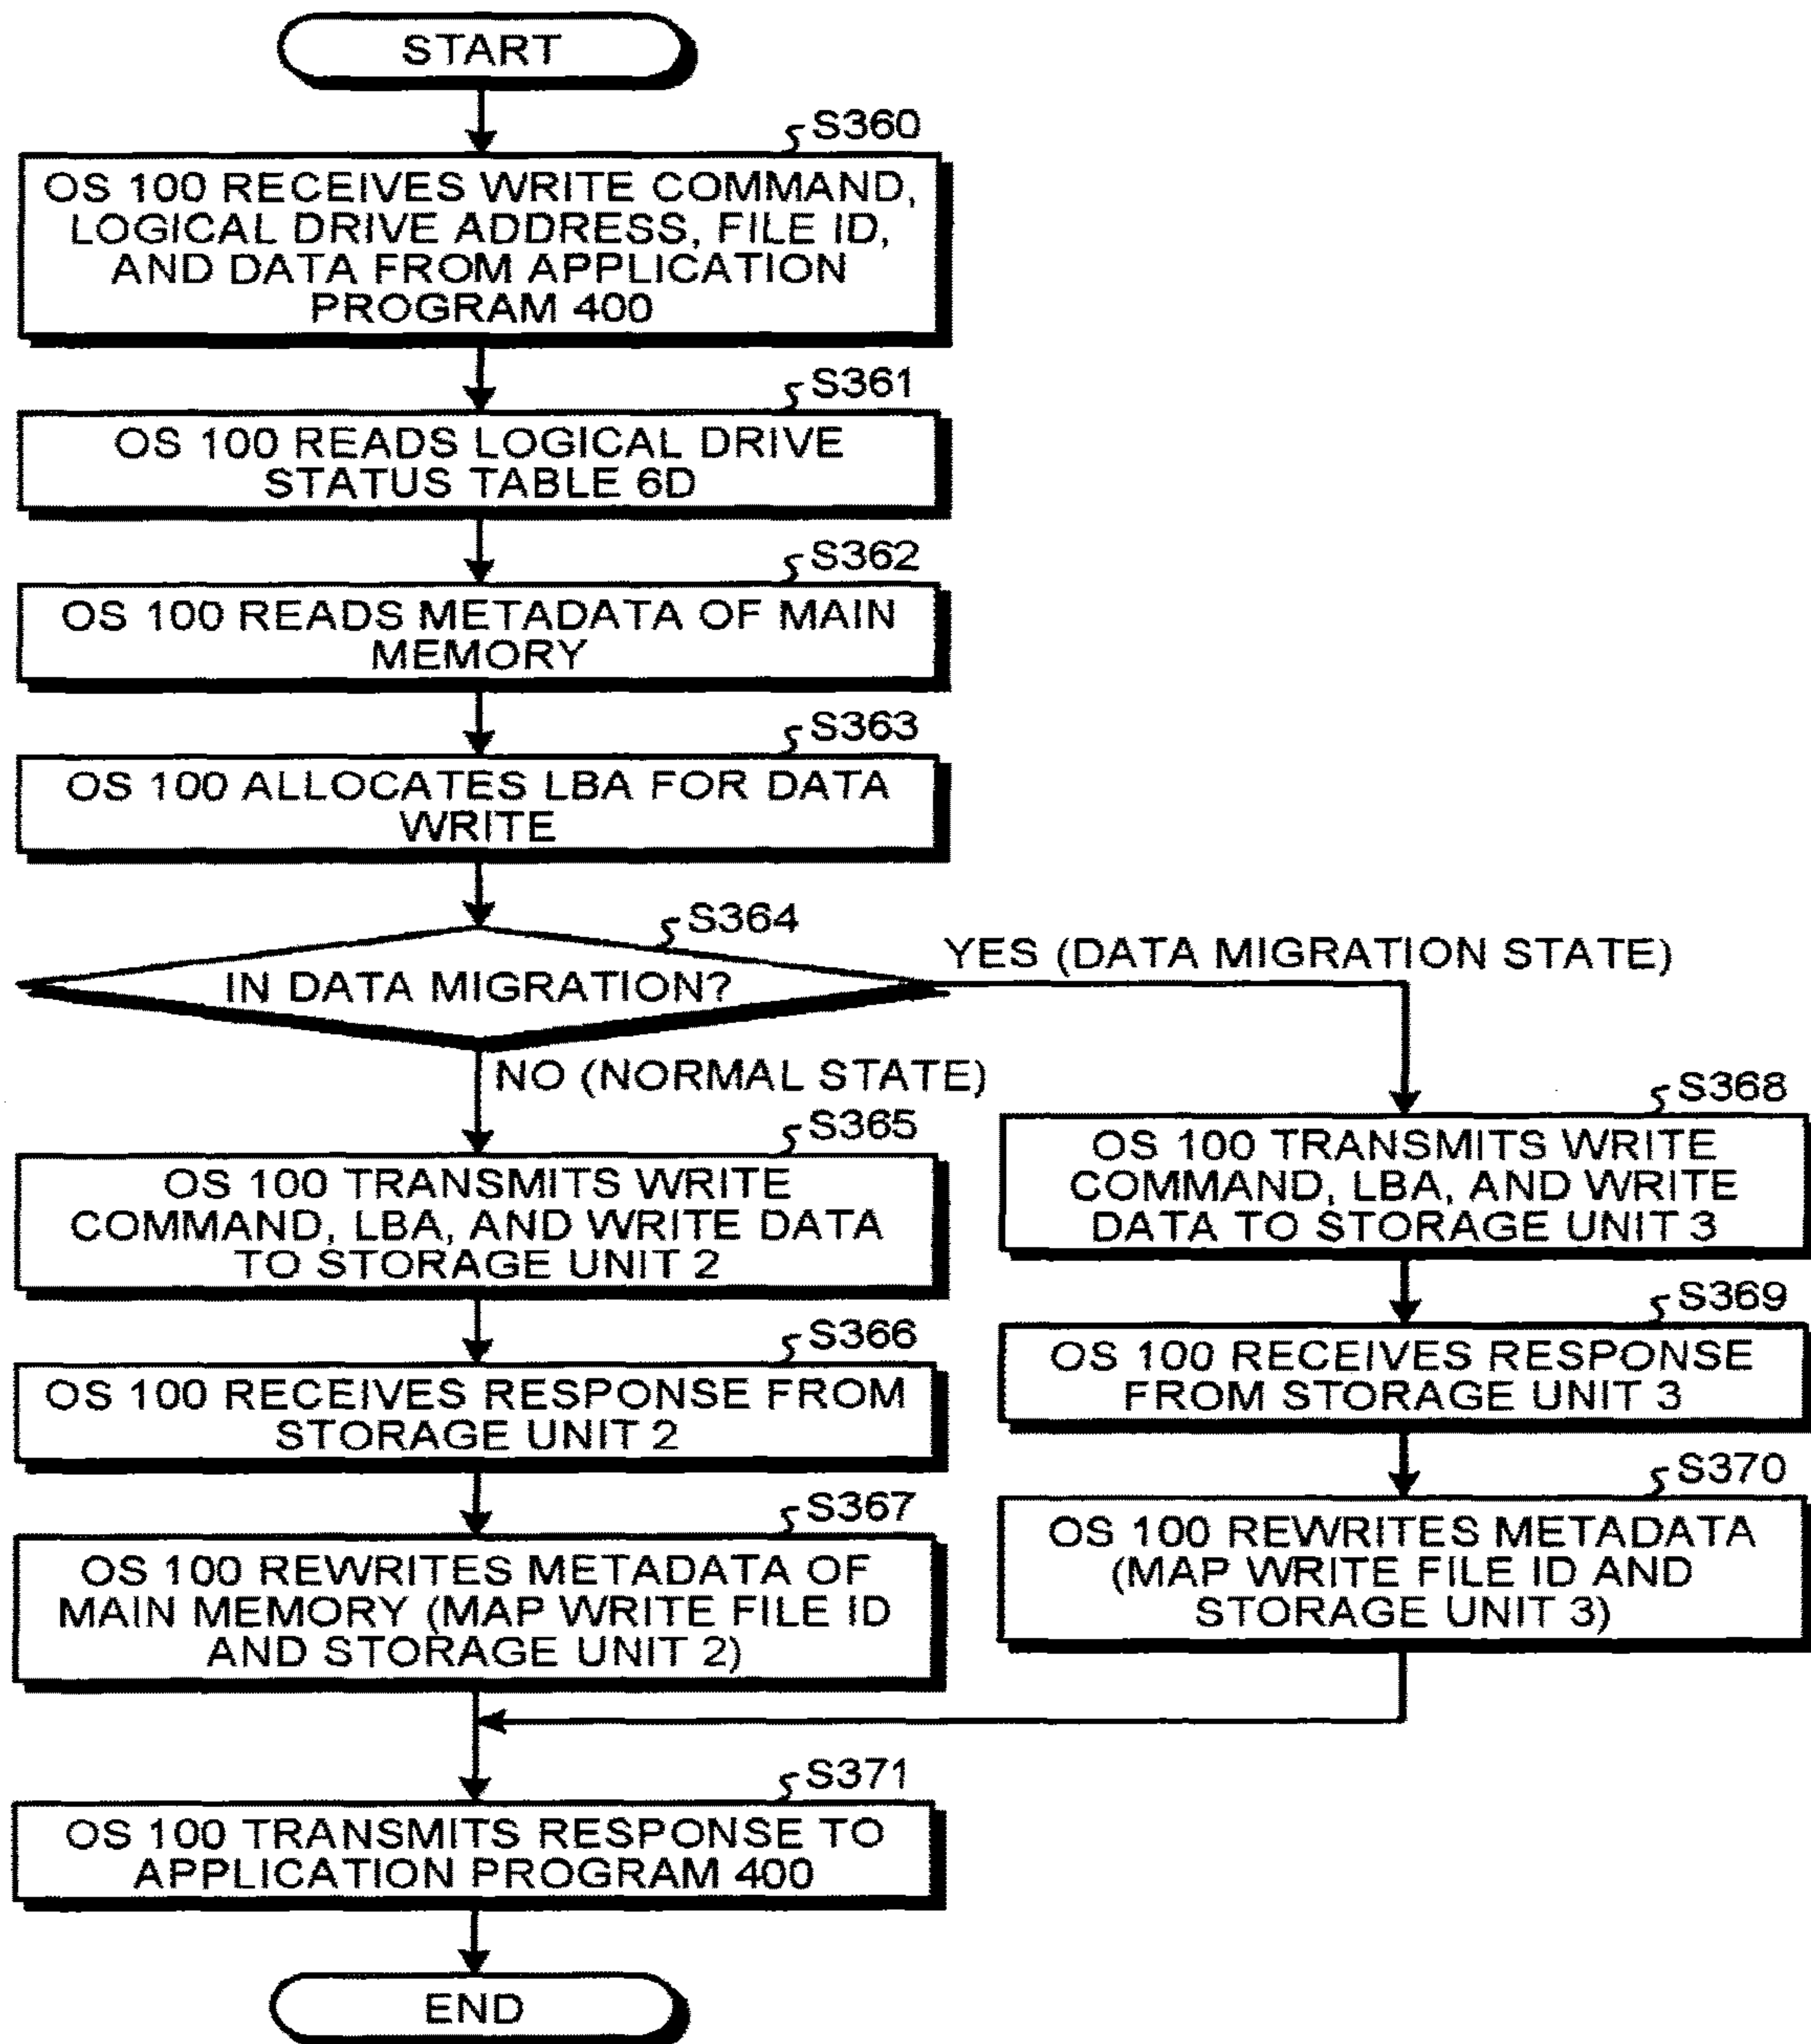 START
S360
OS 100 RECEIVES WRITE COMMAND,
LOGICAL DRIVE ADDRESS, FILE ID,
AND DATA FROM APPLICATION
PROGRAM 400
S361
OS 100 READS LOGICAL DRIVE
STATUS TABLE 6D
S362
OS 100 READS METADATA OF MAIN
MEMORY
S363
OS 100 ALLOCATES LBA FOR DATA
WRITE
S364
IN DATA MIGRATION?
YES (DATA MIGRATION STATE)
NO (NORMAL STATE)
S365
OS 100 TRANSMITS WRITE
COMMAND, LBA, AND WRITE DATA
TO STORAGE UNIT 2
S366
OS 100 RECEIVES RESPONSE FROM
STORAGE UNIT 2
S367
OS 100 REWRITES METADATA OF
MAIN MEMORY (MAP WRITE FILE ID
AND STORAGE UNIT 2)
S368
OS 100 TRANSMITS WRITE
COMMAND, LBA, AND WRITE
DATA TO STORAGE UNIT 3
S369
OS 100 RECEIVES RESPONSE
FROM STORAGE UNIT 3
S370
OS 100 REWRITES METADATA
(MAP WRITE FILE ID AND
STORAGE UNIT 3)
S371
OS 100 TRANSMITS RESPONSE TO
APPLICATION PROGRAM 400
END